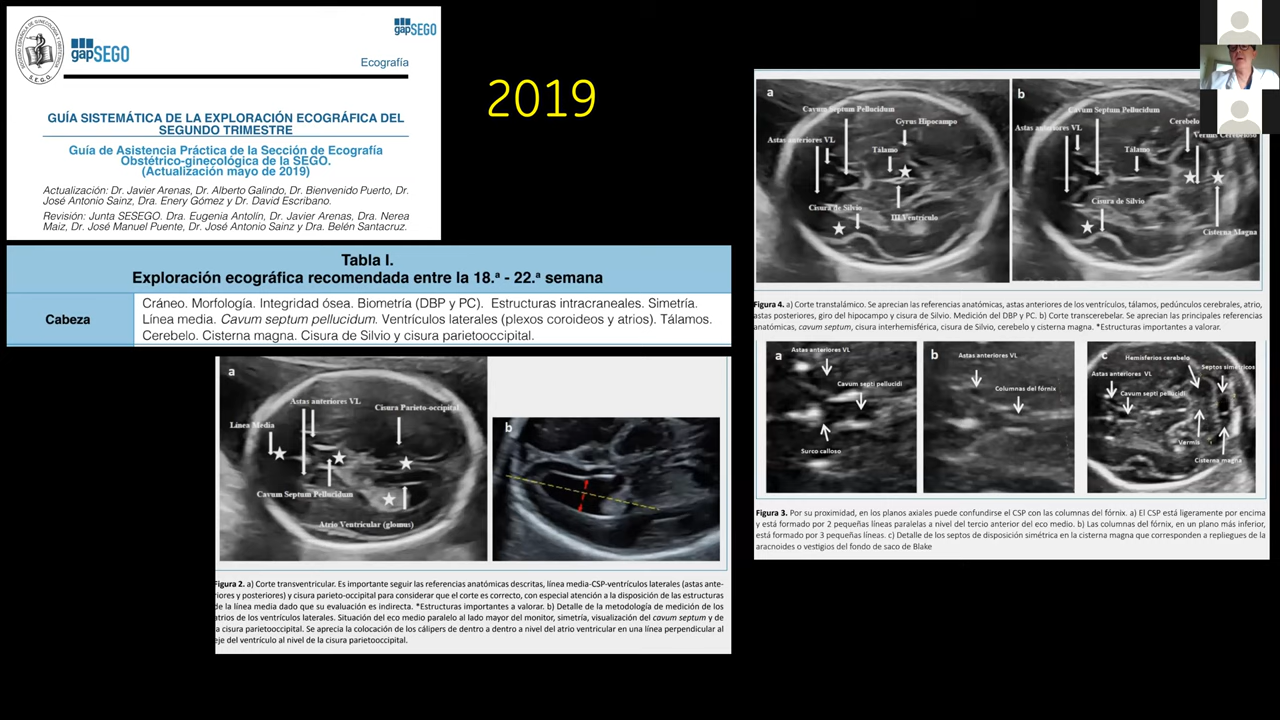 SOCIEDAD ESPAÑOLA DE GINECOLOGÍA Y OBSTETRICIA
S.E.G.O.
gapSEGO
gapSEGO
Ecografía
GUÍA SISTEMÁTICA DE LA EXPLORACIÓN ECOGRÁFICA DEL
SEGUNDO TRIMESTRE
Guía de Asistencia Práctica de la Sección de Ecografía
Obstétrico-ginecológica de la SEGO.
(Actualización mayo de 2019)
Actualización: Dr. Javier Arenas, Dr. Alberto Galindo, Dr. Bienvenido Puerto, Dr.
José Antonio Sainz, Dra. Enery Gómez y Dr. David Escribano.
Revisión: Junta SESEGO. Dra. Eugenia Antolín, Dr. Javier Arenas, Dra. Nerea
Maiz, Dr. José Manuel Puente, Dr. José Antonio Sainz y Dra. Belén Santacruz.
2019
Tabla I.
Exploración ecográfica recomendada entre la 18.ª - 22.ª semana
Cabeza
Cráneo. Morfología. Integridad ósea. Biometría (DBP y PC). Estructuras intracraneales. Simetría.
Línea media. Cavum septum pellucidum. Ventrículos laterales (plexos coroideos y atrios). Tálamos.
Cerebelo. Cisterna magna. Cisura de Silvio y cisura parietooccipital.
a
Astas anteriores VL
Cisura Parieto-occipital
Línea Media
Cavum Septum Pellucidum
Atrio Ventricular (glomus)
b
Figura 2. a) Corte transventricular. Es importante seguir las referencias anatómicas descritas, línea media-CSP-ventrículos laterales (astas ante-
riores y posteriores) y cisura parieto-occipital para considerar que el corte es correcto, con especial atención a la disposición de las estructuras
de la línea media dado que su evaluación es indirecta. *Estructuras importantes a valorar. b) Detalle de la metodología de medición de los
atrios de los ventrículos laterales. Situación del eco medio paralelo al lado mayor del monitor, simetría, visualización del cavum septum y de
la cisura parietooccipital. Se aprecia la colocación de los cálipers de dentro a dentro a nivel del atrio ventricular en una línea perpendicular al
eje del ventrículo al nivel de la cisura parietooccipital.
a
Cavum Septum Pellucidum
Gyrus Hipocampo
Astas anteriores VL
Tálamo
Cisura de Silvio
III Ventrículo
b
Cavum Septum Pellucidum
Cerebelo
Astas anteriores VL
Vermis Cerebeloso
Tálamo
Cisura de Silvio
Cisterna Magna
Figura 4. a) Corte transtalámico. Se aprecian las referencias anatómicas, astas anteriores de los ventrículos, tálamos, pedúnculos cerebrales, atrio,
astas posteriores, giro del hipocampo y cisura de Silvio. Medición del DBP y PC. b) Corte transcerebelar. Se aprecian las principales referencias
anatómicas, cavum septum, cisura interhemisférica, cisura de Silvio, cerebelo y cisterna magna. *Estructuras importantes a valorar.
a
Astas anteriores VL
Cavum septi pellucidi
Surco calloso
b
Astas anteriores VL
Columnas del fórnix
c
Hemisferios cerebelo
Septos simétricos
Astas anteriores VL
Cavum septi pellucidi
Vermis
Cisterna magna
Figura 3. Por su proximidad, en los planos axiales puede confundirse el CSP con las columnas del fórnix. a) El CSP está ligeramente por encima
y está formado por 2 pequeñas líneas paralelas a nivel del tercio anterior del eco medio. b) Las columnas del fórnix, en un plano más inferior,
está formado por 3 pequeñas líneas. c) Detalle de los septos de disposición simétrica en la cisterna magna que corresponden a repliegues de la
aracnoides o vestigios del fondo de saco de Blake